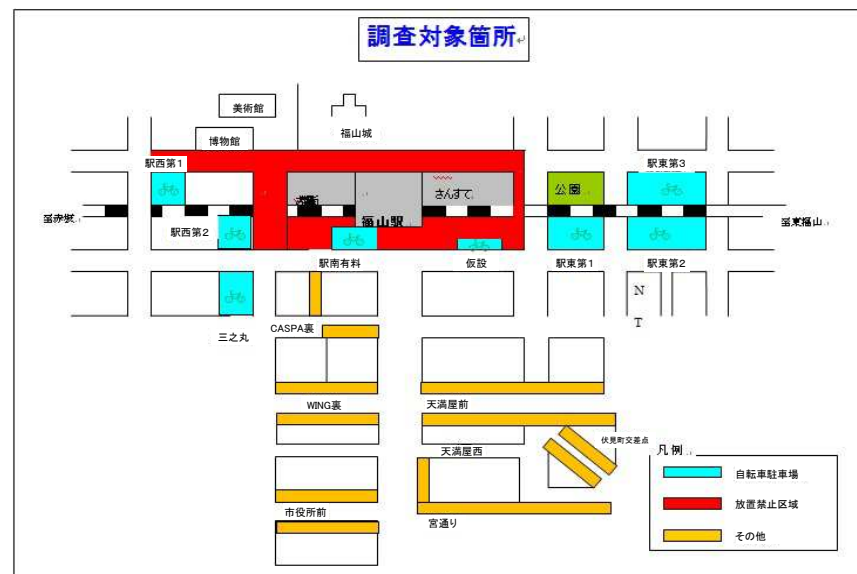 調査対象箇所
美術館
福山城
博物館
駅西第1
駅東第3
さんすて
公園
至赤坂
福山駅
至東福山
駅西第2
駅南有料
仮設
駅東第1
駅東第2
N
T
T
三之丸
CASPA裏
WING裏
天満屋前
伏見町交差点
天満屋西
凡例
自転車駐車場
放置禁止区域
その他
市役所前
宮通り